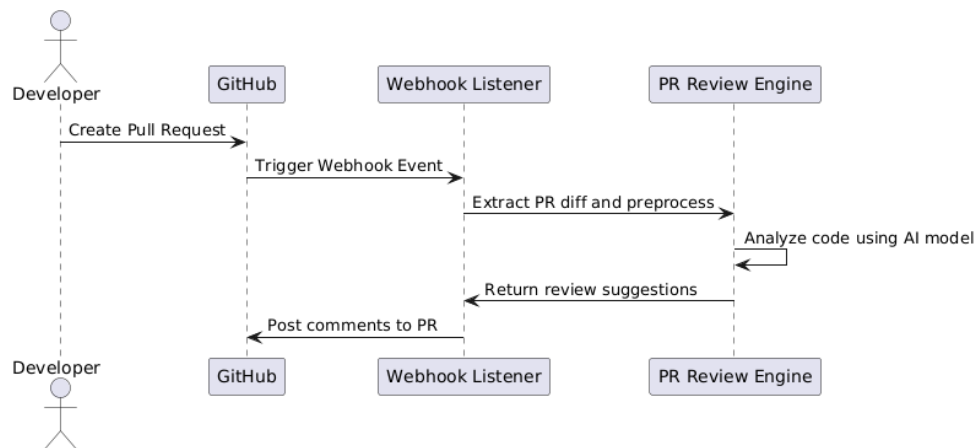 Developer
GitHub
Webhook Listener
PR Review Engine
Create Pull Request
Trigger Webhook Event
Extract PR diff and preprocess
Analyze code using AI model
Return review suggestions
Post comments to PR
Developer
GitHub
Webhook Listener
PR Review Engine